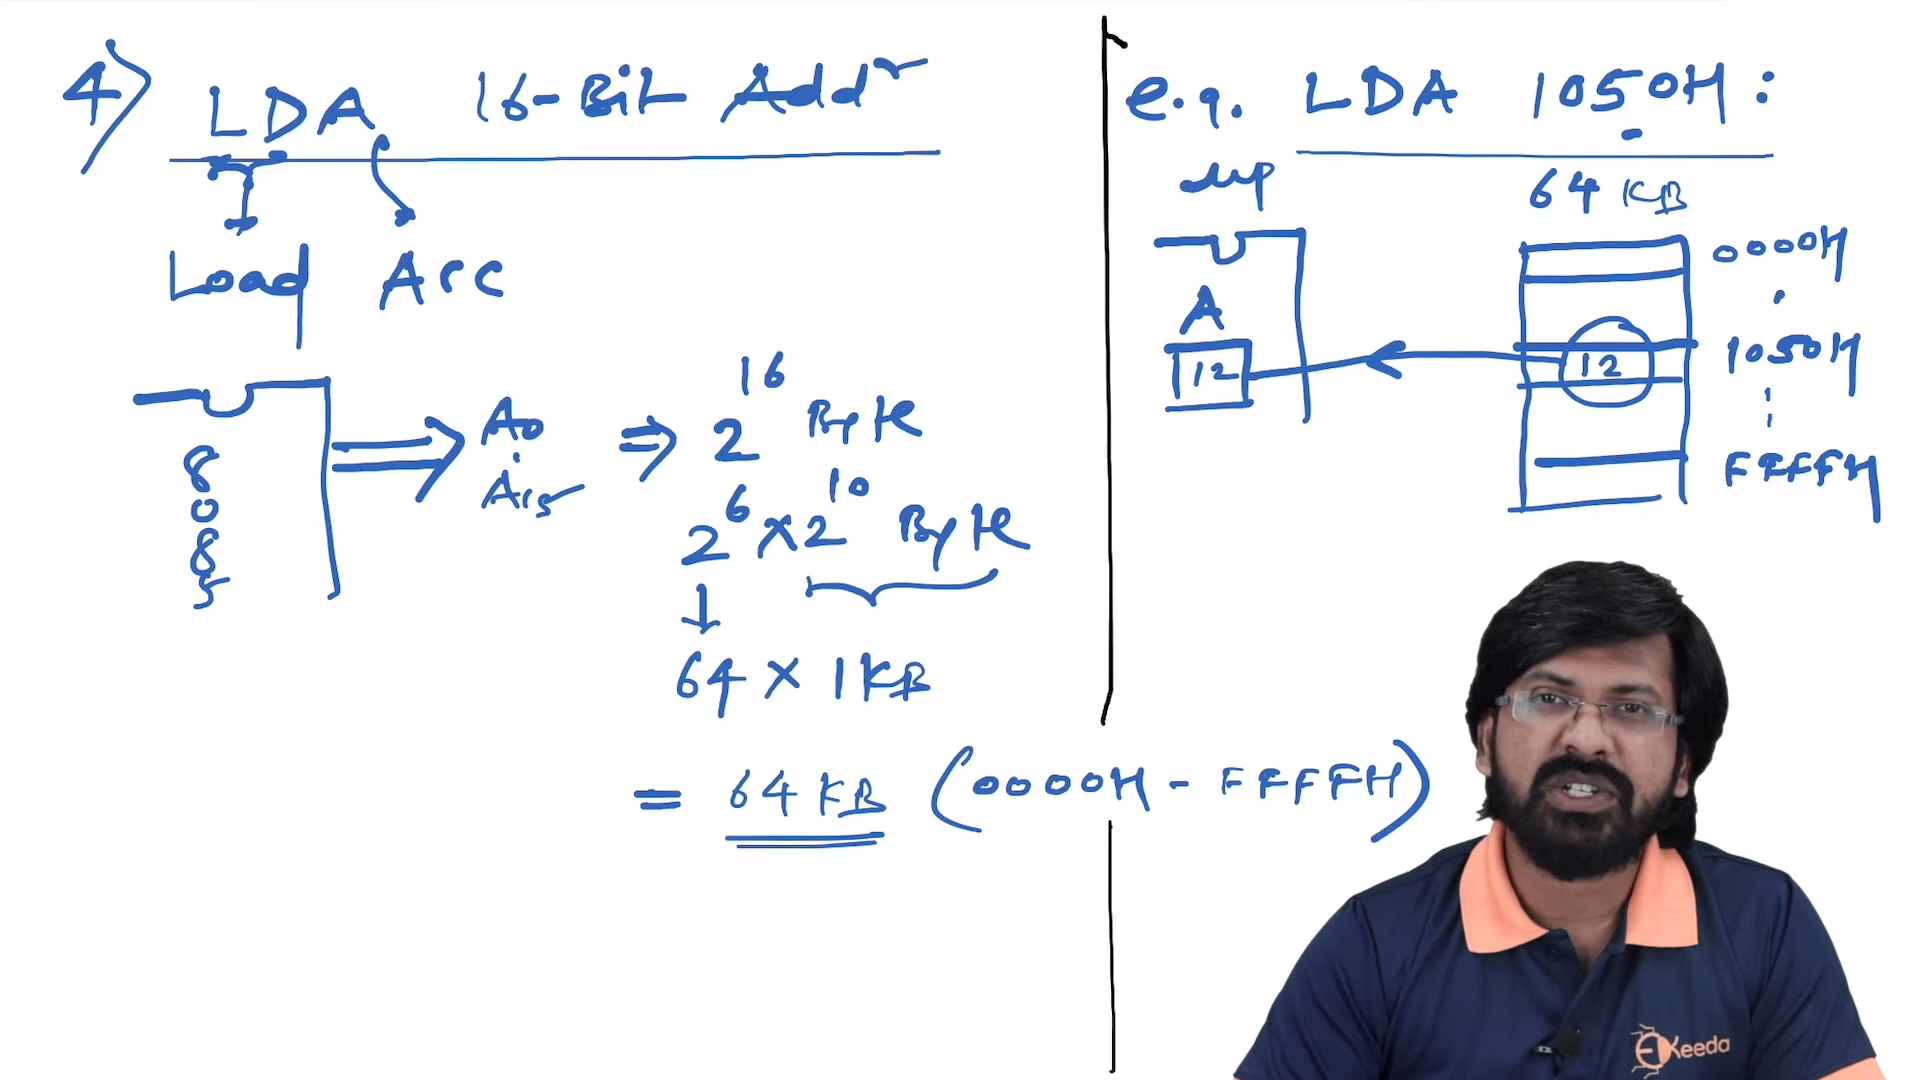 4) LDA 16-Bit Addr
Load Acc
8085
A0
.
A15
⇒ 2^16 Byte
2^6 × 2^10 Byte
↓
64 × 1KB
= 64 KB (0000H - FFFFH)
e.g. LDA 1050H :
μp
64 KB
A
12
12
0000H
1050H
FFFFH
EKeeda